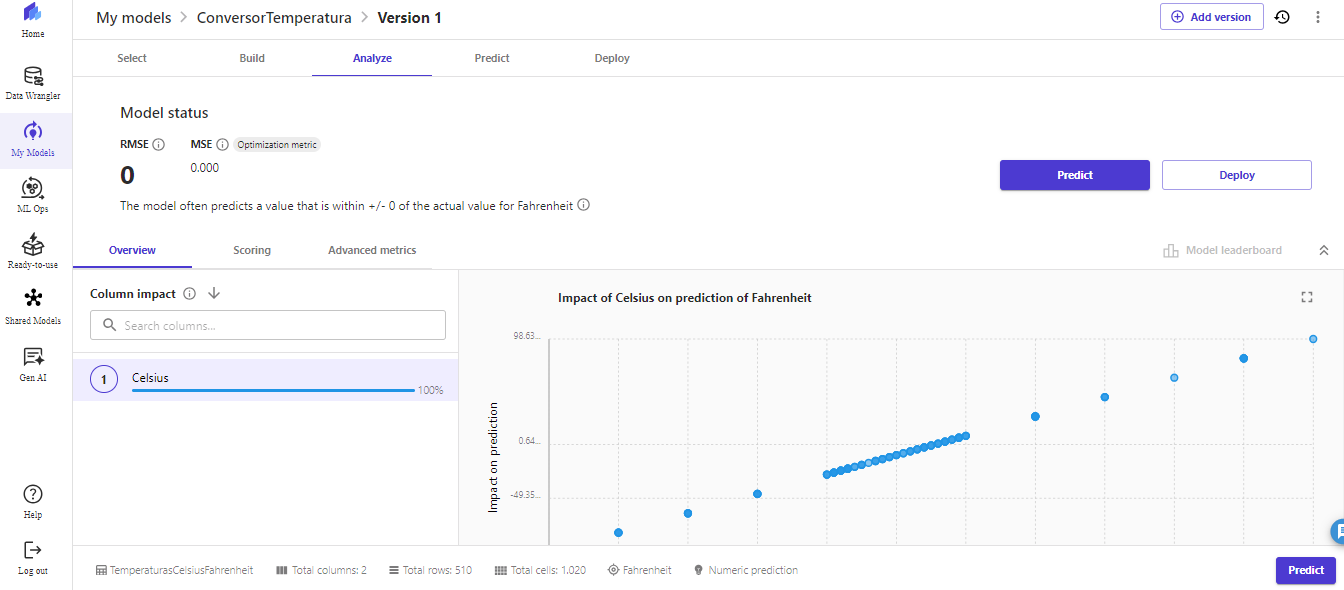 My models > ConversorTemperatura > Version 1
Add version
Home
Data Wrangler
My Models
ML Ops
Ready-to-use
Shared Models
Gen AI
Help
Log out
Select
Build
Analyze
Predict
Deploy
Model status
RMSE
MSE
Optimization metric
0
0.000
The model often predicts a value that is within +/- 0 of the actual value for Fahrenheit
Predict
Deploy
Overview
Scoring
Advanced metrics
Model leaderboard
Column impact
Search columns...
1
Celsius
100%
Impact of Celsius on prediction of Fahrenheit
Impact on prediction
98.63...
0.64...
-49.35...
TemperaturasCelsiusFahrenheit
Total columns: 2
Total rows: 510
Total cells: 1.020
Fahrenheit
Numeric prediction
Predict